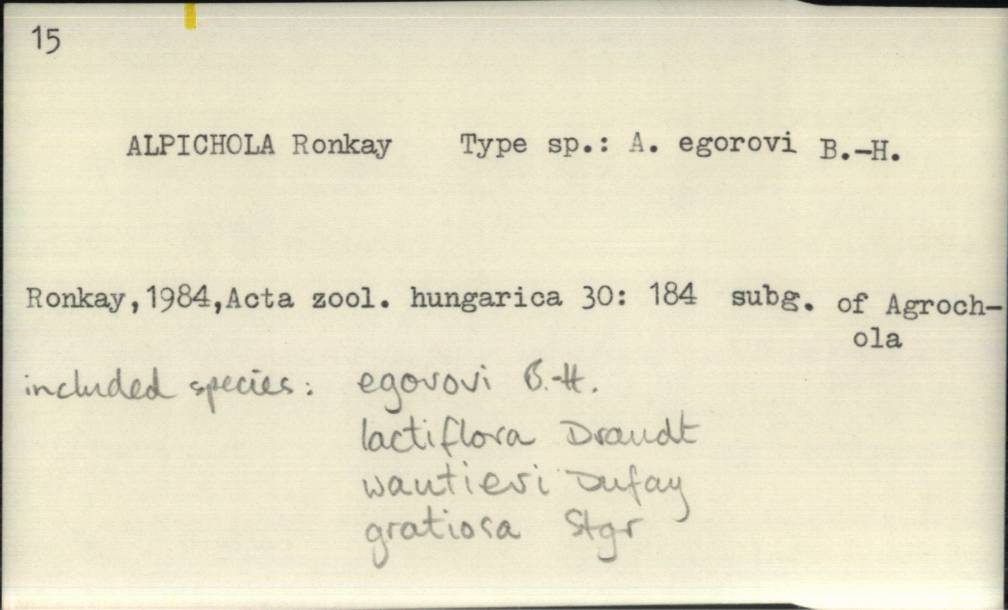 15
ALPICHOLA Ronkay Type sp.: A. egorovi B.-H.
Ronkay,1984,Acta zool. hungarica 30: 184 subg. of Agroch-
ola
included species: egorovi B.-H.
lactiflora Draudt
wautieri Dufay
gratiosa Stgr